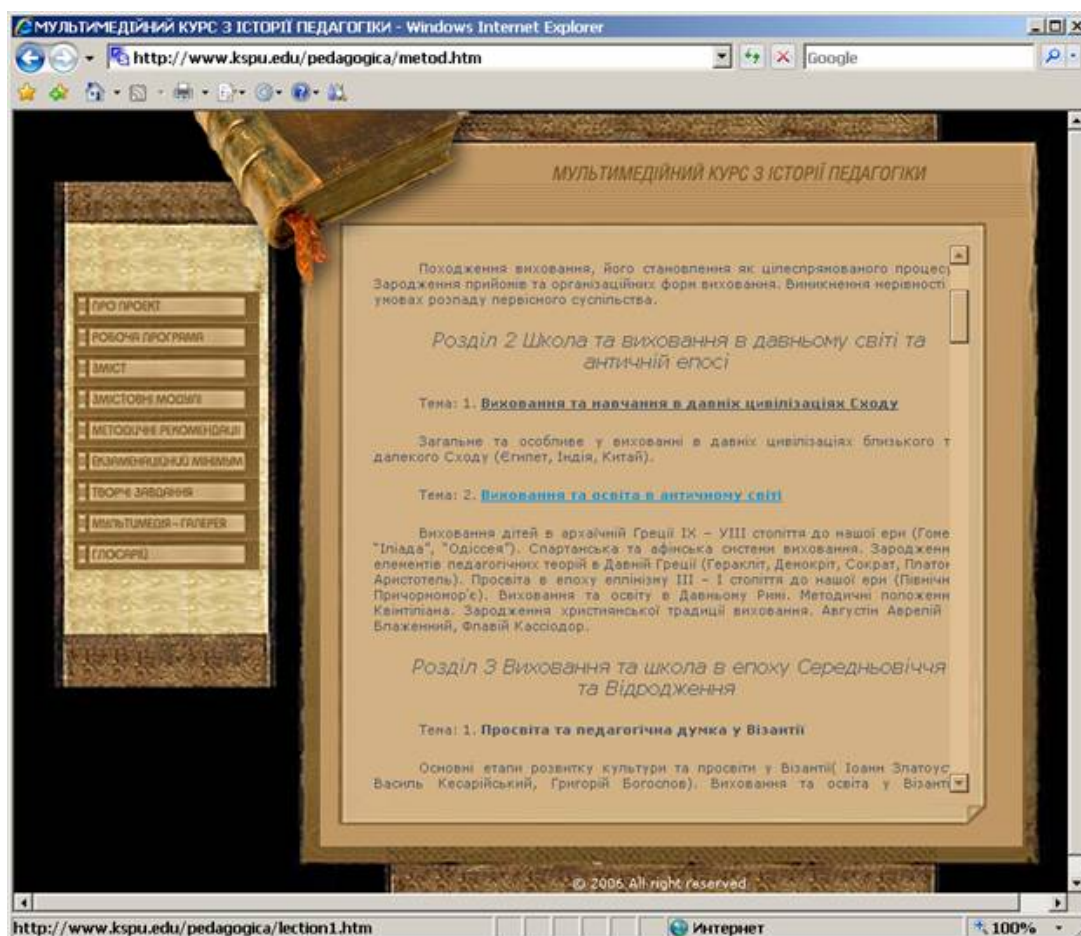 МУЛЬТИМЕДІЙНИЙ КУРС З ІСТОРІЇ ПЕДАГОГІКИ - Windows Internet Explorer
http://www.kspu.edu/pedagogica/metod.htm
Google
МУЛЬТИМЕДІЙНИЙ КУРС З ІСТОРІЇ ПЕДАГОГІКИ
ПРО ПРОЕКТ
РОБОЧА ПРОГРАМА
ЗМІСТ
ЗМІСТОВНІ МОДУЛІ
МЕТОДИЧНІ РЕКОМЕНДАЦІЇ
ЕКЗАМЕНАЦІЙНИЙ МІНІМУМ
ТВОРЧІ ЗАВДАННЯ
МУЛЬТИМЕДІА-ГАЛЕРЕЯ
ГЛОСАРІЙ
Походження виховання, його становлення як цілеспрянованого процесу
Зародження прийонів та організаційних форм виховання. Виникнення нерівності
умовах розпаду первісного суспільства.
Розділ 2 Школа та виховання в давньому світі та
античній епосі
Тема: 1. Виховання та навчання в давніх цивілізаціях Сходу
Загальне та особливе у вихованні в давніх цивілізаціях близького т
далекого Сходу (Єгипет, Індія, Китай).
Тема: 2. Виховання та освіта в античному світі
Виховання дітей в архаїчній Греції IX – УІІІ століття до нашої ери (Гоме
"Іліада", "Одіссея"). Спартанська та афінська системи виховання. Зародженн
елементів педагогічних теорій в Давній Греції (Геракліт, Денокріт, Сократ, Платон
Аристотель). Просвіта в епоху еллінізму III – I століття до нашої ери (Північн
Причорноmор'є). Виховання та освіту в Давньому Римі. Методичні положенн
Квінтіліана. Зародження християнської традиції виховання. Августін Аврелій
Блаженний, Флавій Кассіодор.
Розділ 3 Виховання та школа в епоху Середньовіччя
та Відродження
Тема: 1. Просвіта та педагогічна думка у Візантії
Основні етапи розвитку культури та просвіти у Візантії( Іоанн Златоус
Василь Кесарійський, Григорій Богослов). Виховання та освіта у Візант
© 2006 All right reserved
http://www.kspu.edu/pedagogica/lection1.htm
Интернет
100%